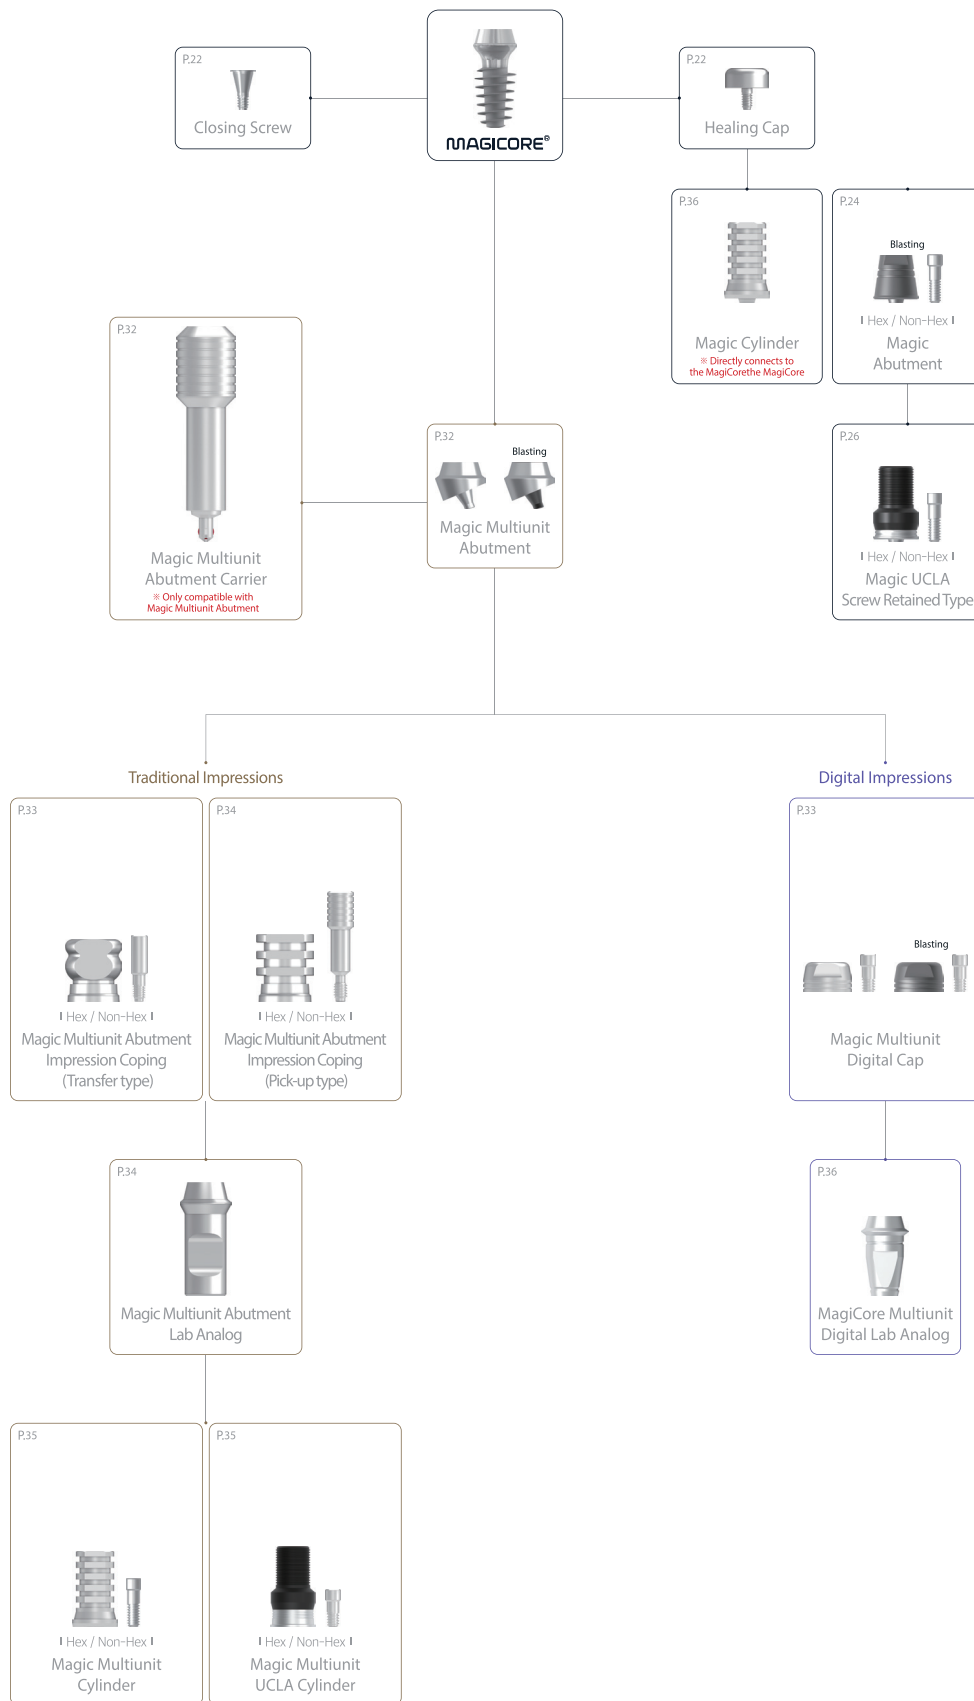 P.22
Closing Screw
MAGICORE®
P.22
Healing Cap
P.36
Magic Cylinder
※ Directly connects to
the MagiCorethe MagiCore
P.24
Blasting
I Hex / Non-Hex I
Magic
Abutment
P.32
Magic Multiunit
Abutment Carrier
※ Only compatible with
Magic Multiunit Abutment
P.32
Blasting
Magic Multiunit
Abutment
P.26
I Hex / Non-Hex I
Magic UCLA
Screw Retained Type
Traditional Impressions
Digital Impressions
P.33
I Hex / Non-Hex I
Magic Multiunit Abutment
Impression Coping
(Transfer type)
P.34
I Hex / Non-Hex I
Magic Multiunit Abutment
Impression Coping
(Pick-up type)
P.33
Blasting
Magic Multiunit
Digital Cap
P.34
Magic Multiunit Abutment
Lab Analog
P.36
MagiCore Multiunit
Digital Lab Analog
P.35
I Hex / Non-Hex I
Magic Multiunit
Cylinder
P.35
I Hex / Non-Hex I
Magic Multiunit
UCLA Cylinder